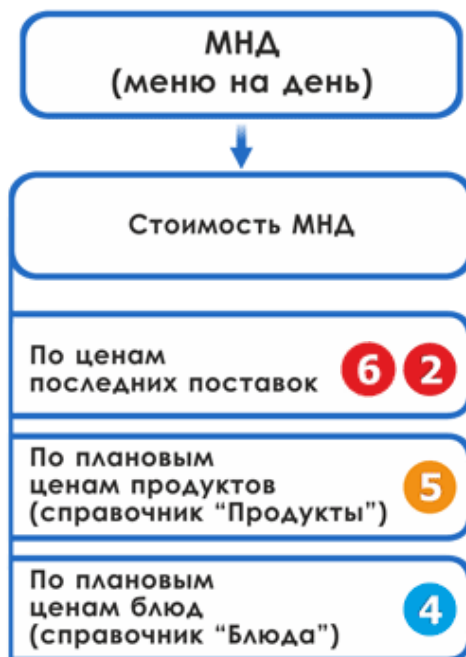 МНД
(меню на день)
Стоимость МНД
По ценам
последних поставок
6 2
По плановым
ценам продуктов
(справочник “Продукты”)
5
По плановым
ценам блюд
(справочник “Блюда”)
4